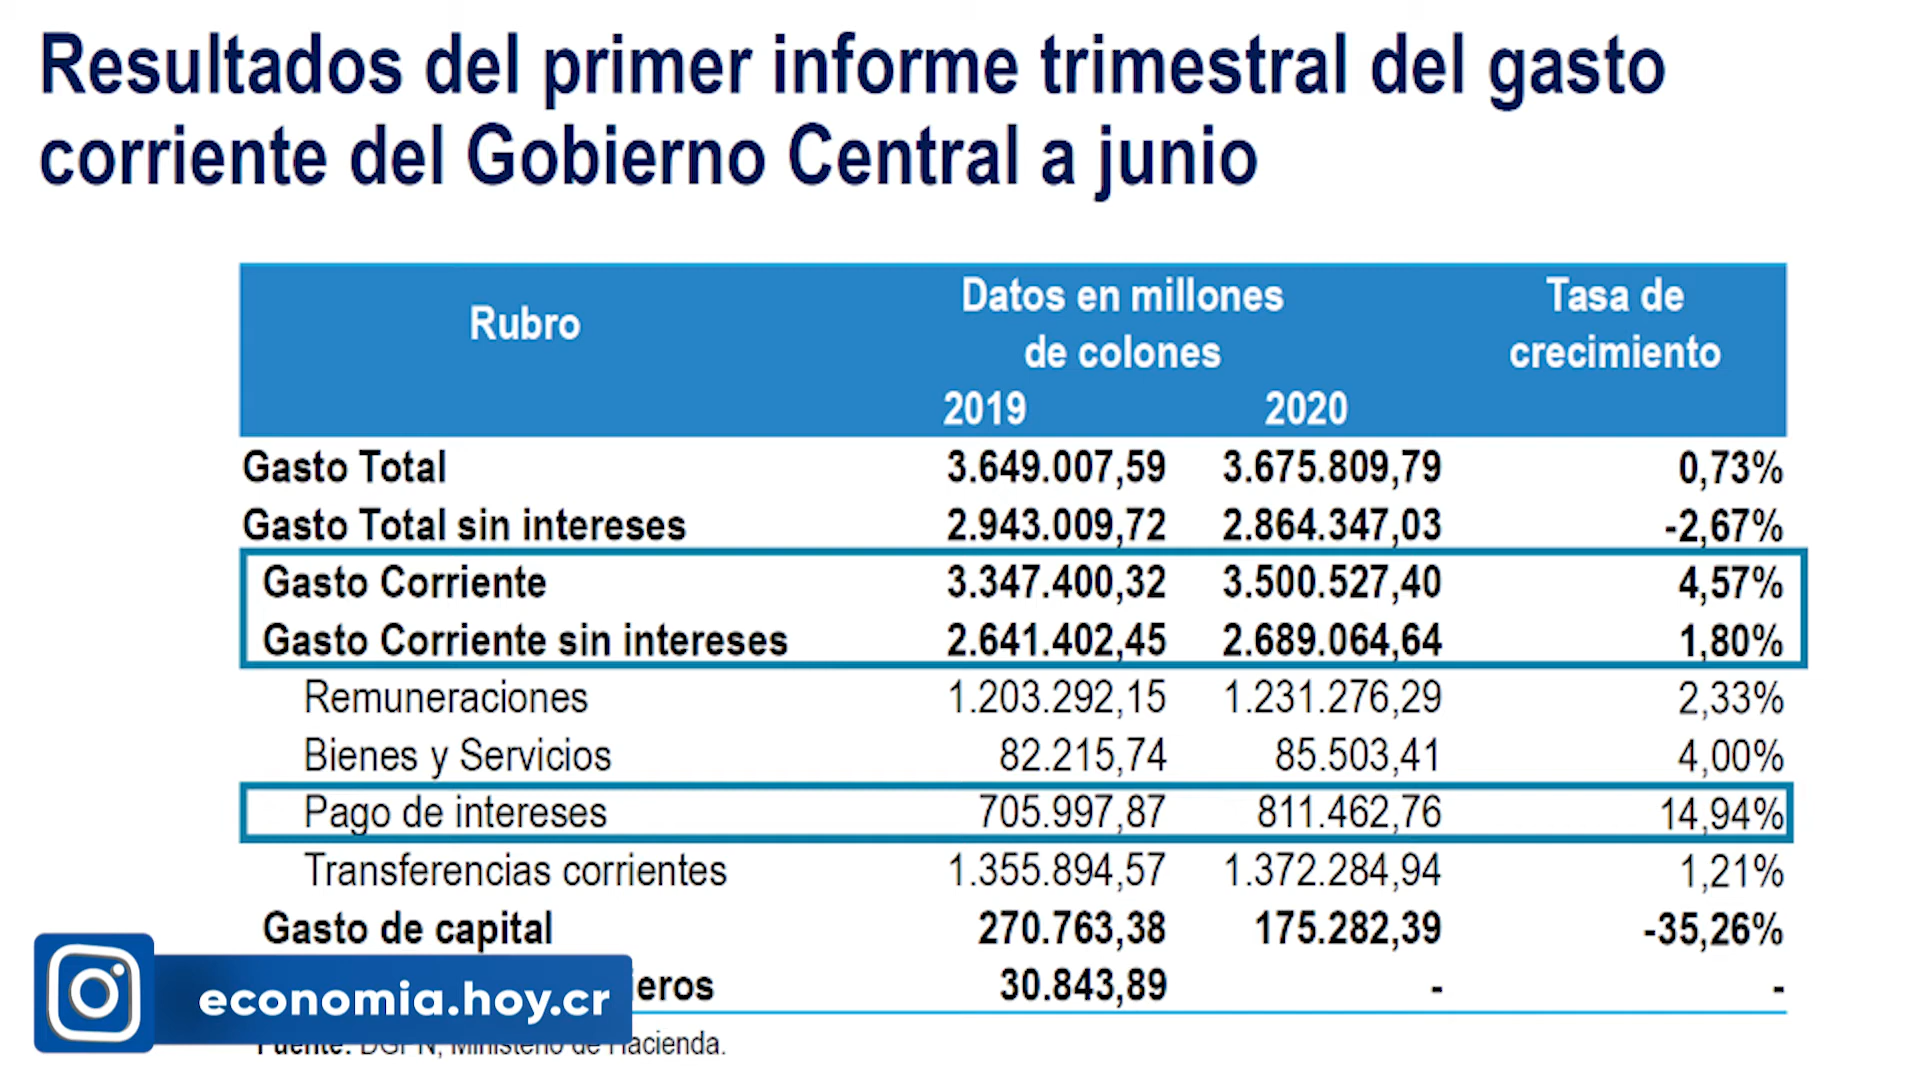 Resultados del primer informe trimestral del gasto
corriente del Gobierno Central a junio
Rubro
Datos en millones
de colones
Tasa de
crecimiento
2019 2020
Gasto Total 3.649.007,59 3.675.809,79 0,73%
Gasto Total sin intereses 2.943.009,72 2.864.347,03 -2,67%
Gasto Corriente 3.347.400,32 3.500.527,40 4,57%
Gasto Corriente sin intereses 2.641.402,45 2.689.064,64 1,80%
Remuneraciones 1.203.292,15 1.231.276,29 2,33%
Bienes y Servicios 82.215,74 85.503,41 4,00%
Pago de intereses 705.997,87 811.462,76 14,94%
Transferencias corrientes 1.355.894,57 1.372.284,94 1,21%
Gasto de capital 270.763,38 175.282,39 -35,26%
30.843,89 - -
economia.hoy.cr
Fuente: DGPN, Ministerio de Hacienda.